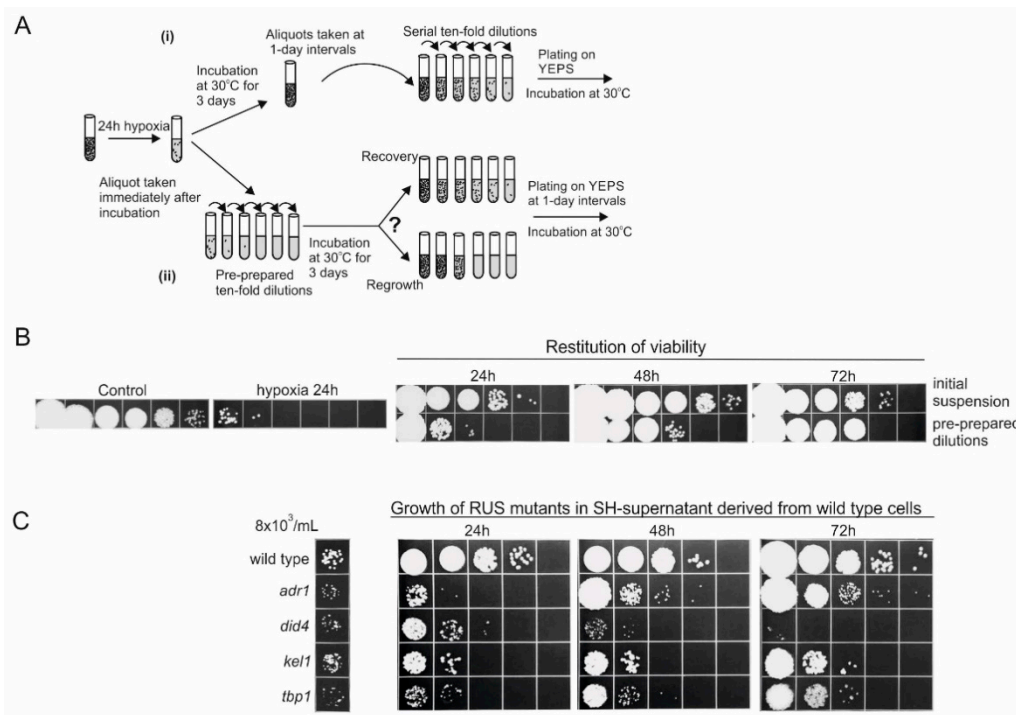 A
(i)
Aliquots taken at
1-day intervals
Serial ten-fold dilutions
Plating on
YEPS
Incubation at 30°C
Incubation
at 30°C for
3 days
24h hypoxia
Aliquot taken
immediately after
incubation
Recovery
?
Plating on YEPS
at 1-day intervals
Incubation at 30°C
Incubation
at 30°C for
3 days
Regrowth
(ii)
Pre-prepared
ten-fold dilutions
B
Restitution of viability
Control
hypoxia 24h
24h
48h
72h
initial
suspension
pre-prepared
dilutions
C
Growth of RUS mutants in SH-supernatant derived from wild type cells
8x10³/mL
24h
48h
72h
wild type
adr1
did4
kel1
tbp1